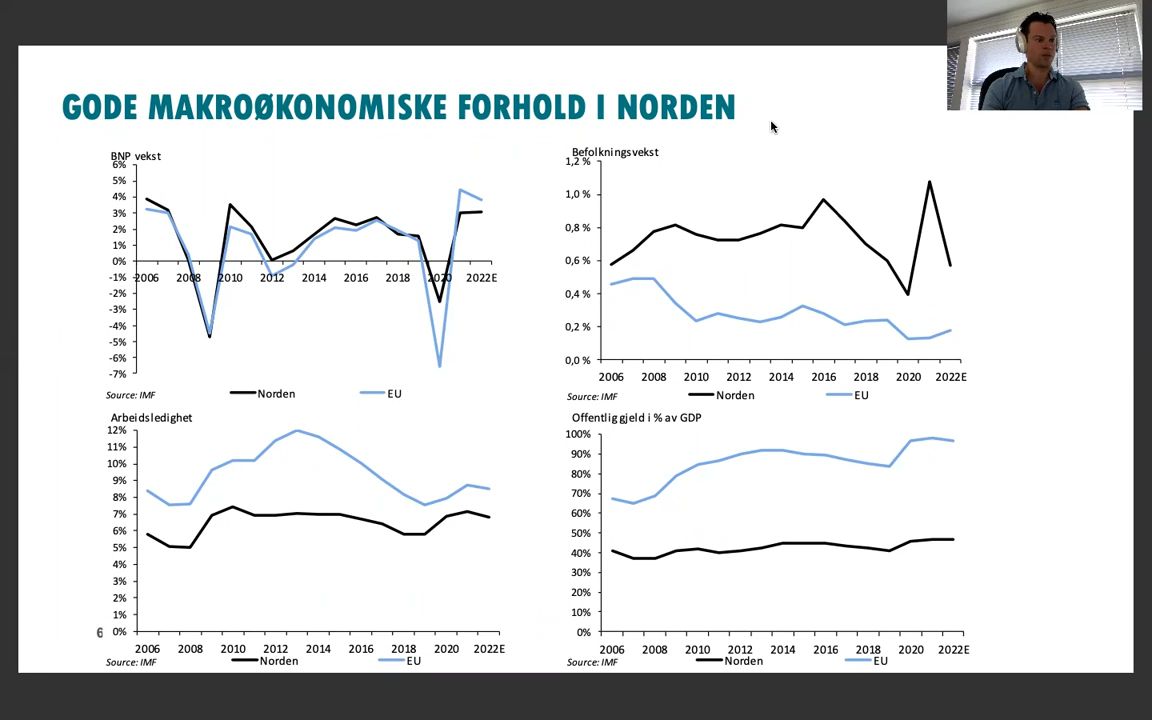 GODE MAKROØKONOMISKE FORHOLD I NORDEN
BNP vekst
6%
5%
4%
3%
2%
1%
0%
-1%
-2%
-3%
-4%
-5%
-6%
-7%
2006 2008 2010 2012 2014 2016 2018 2020 2022E
Source: IMF
Norden EU
Befolkningsvekst
1,2 %
1,0 %
0,8 %
0,6 %
0,4 %
0,2 %
0,0 %
2006 2008 2010 2012 2014 2016 2018 2020 2022E
Source: IMF
Norden EU
Arbeidsledighet
12%
11%
10%
9%
8%
7%
6%
5%
4%
3%
2%
1%
0%
2006 2008 2010 2012 2014 2016 2018 2020 2022E
Source: IMF
Norden EU
Offentlig gjeld i % av GDP
100%
90%
80%
70%
60%
50%
40%
30%
20%
10%
0%
2006 2008 2010 2012 2014 2016 2018 2020 2022E
Source: IMF
Norden EU
6